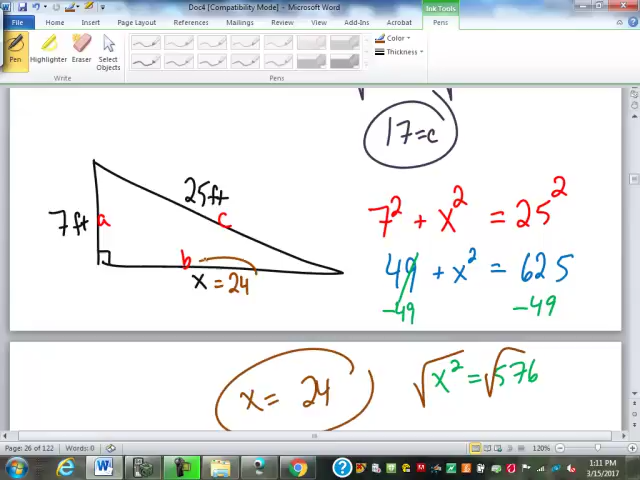 Doc4 [Compatibility Mode] - Microsoft Word
Ink Tools
File Home Insert Page Layout References Mailings Review View Add-Ins Acrobat Pens
Pen
Highlighter
Eraser
Select Objects
Color
Thickness
Write
Pens
17=c
25ft
7ft a
c
b
x = 24
7² + x² = 25²
49 + x² = 625
-49 -49
x = 24
√x² = √576
Page: 26 of 122 Words: 0 120%
1:11 PM
3/15/2017